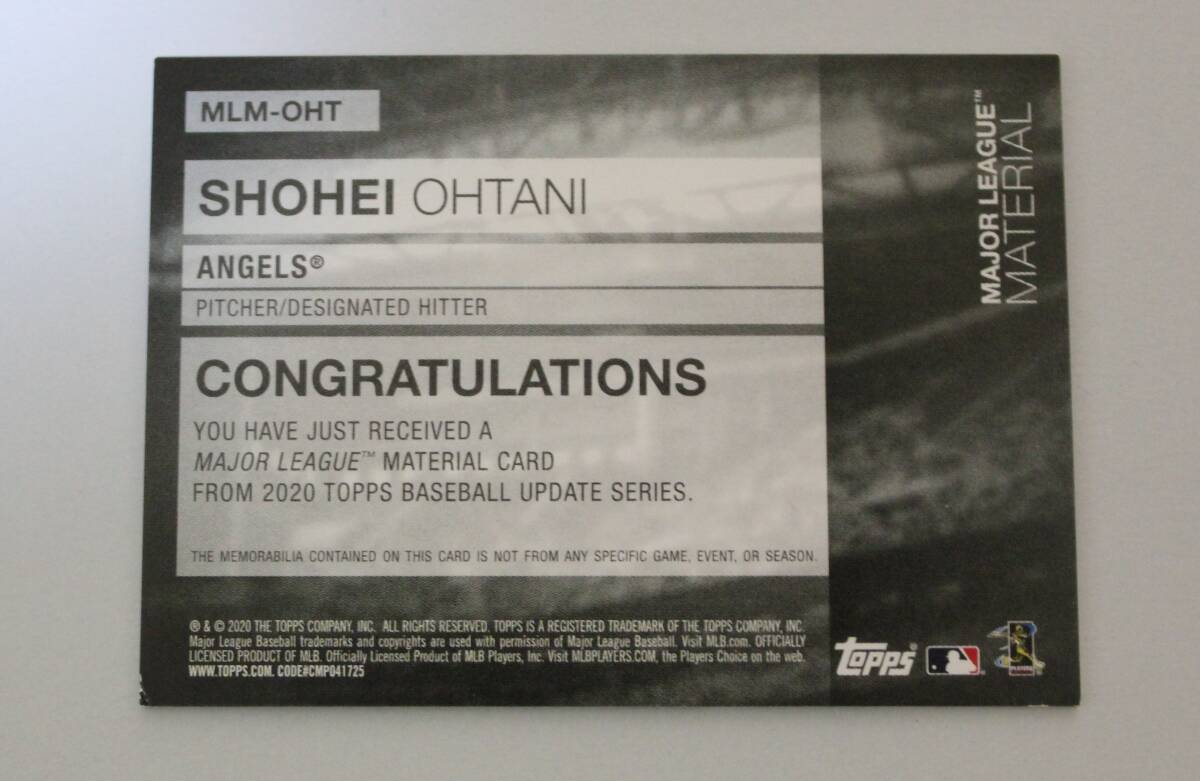 MLM-OHT
SHOHEI OHTANI
ANGELS®
PITCHER/DESIGNATED HITTER
CONGRATULATIONS
YOU HAVE JUST RECEIVED A
MAJOR LEAGUE™ MATERIAL CARD
FROM 2020 TOPPS BASEBALL UPDATE SERIES.
THE MEMORABILIA CONTAINED ON THIS CARD IS NOT FROM ANY SPECIFIC GAME, EVENT, OR SEASON.
® & © 2020 THE TOPPS COMPANY, INC. ALL RIGHTS RESERVED. TOPPS IS A REGISTERED TRADEMARK OF THE TOPPS COMPANY, INC.
Major League Baseball trademarks and copyrights are used with permission of Major League Baseball. Visit MLB.com. OFFICIALLY
LICENSED PRODUCT OF MLB. Officially Licensed Product of MLB Players, Inc. Visit MLBPLAYERS.COM, the Players Choice on the web.
WWW.TOPPS.COM. CODE#CMP041725
MAJOR LEAGUE™
MATERIAL
topps®